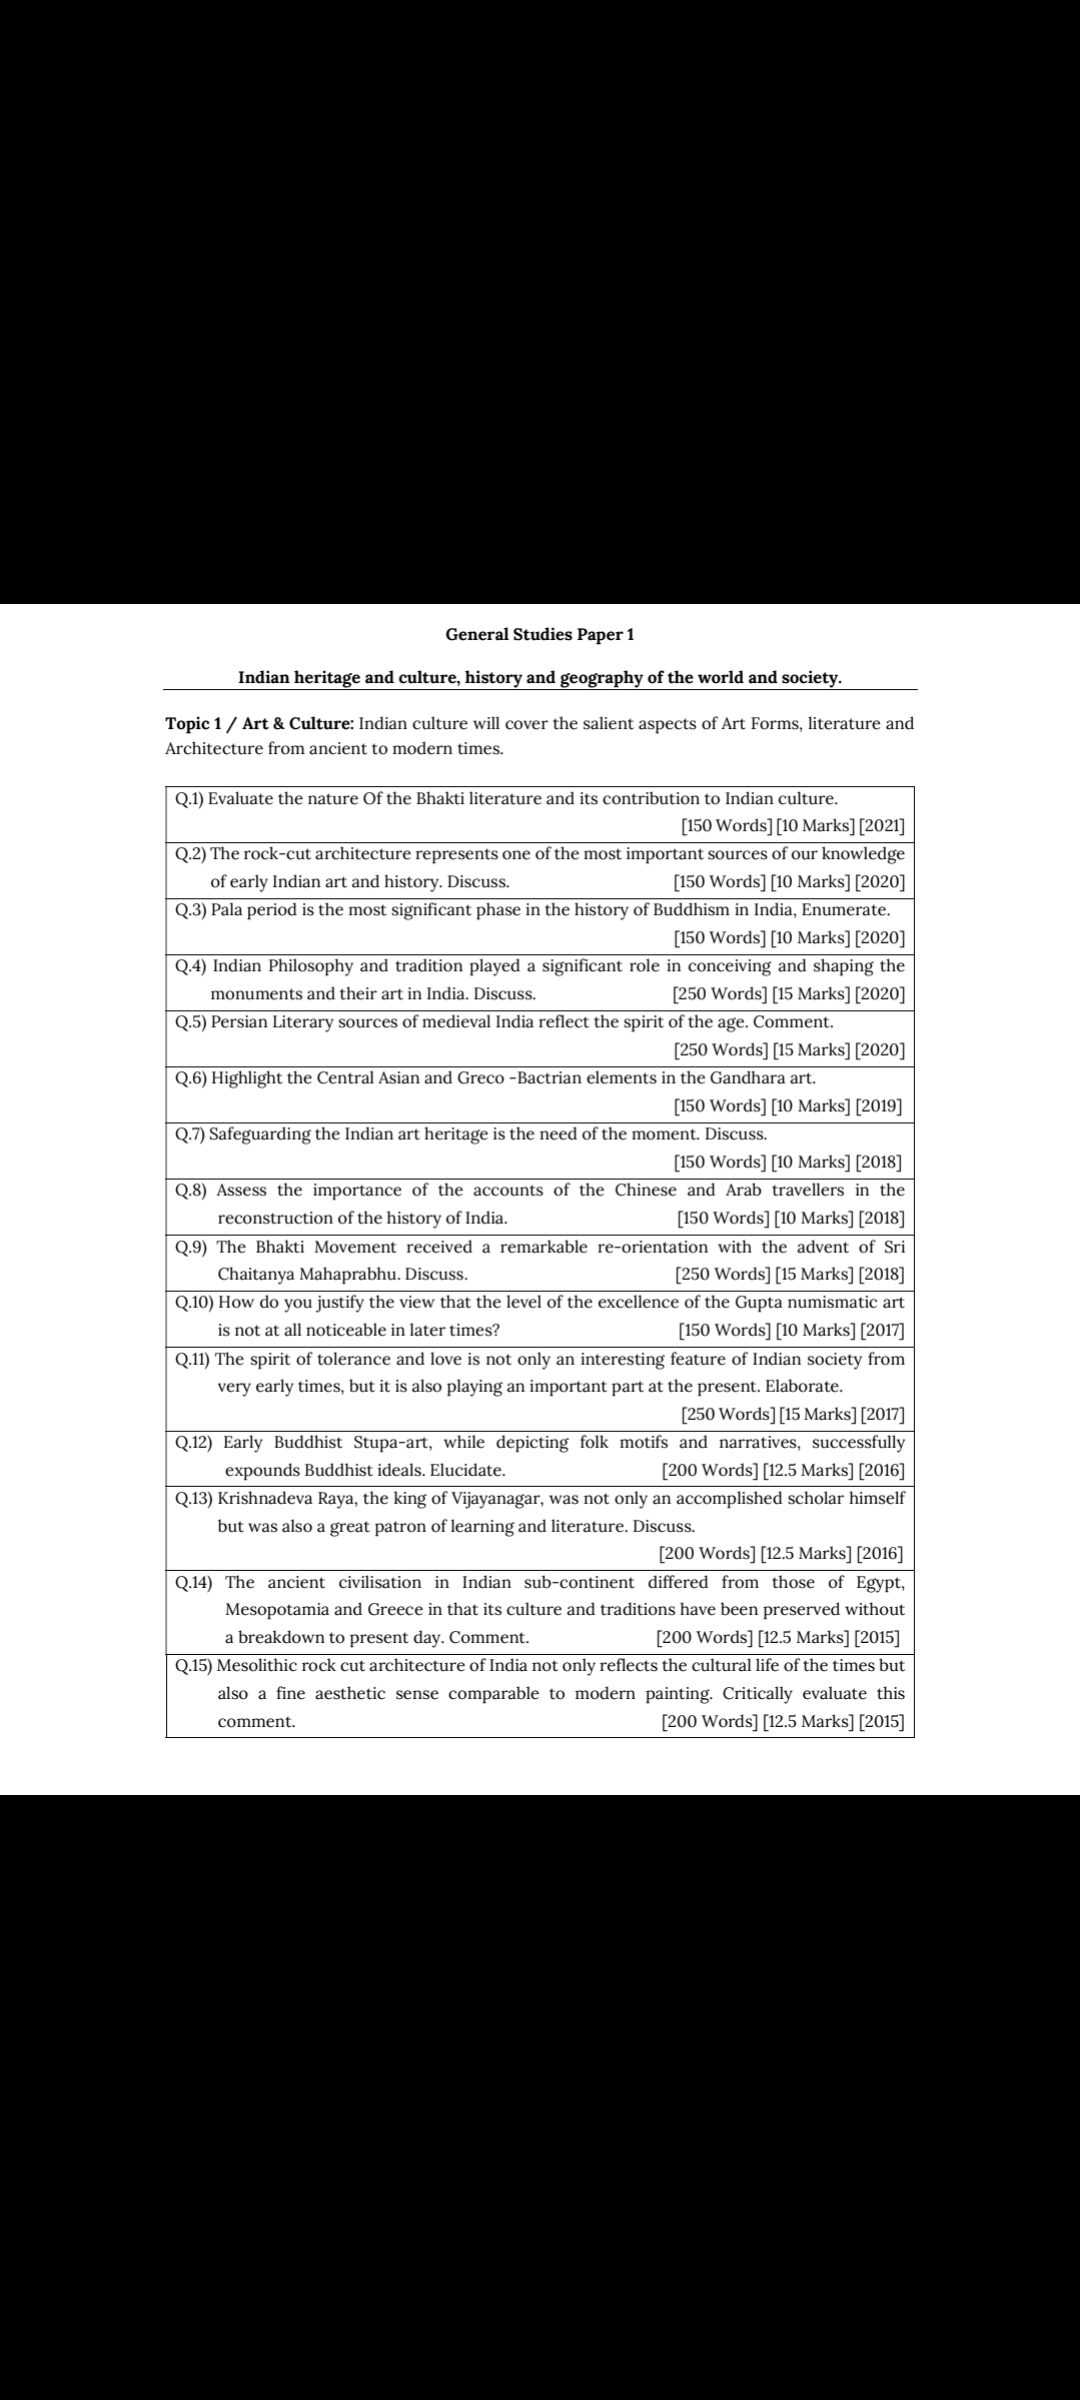 General Studies Paper 1
Indian heritage and culture, history and geography of the world and society.
Topic 1 / Art & Culture: Indian culture will cover the salient aspects of Art Forms, literature and
Architecture from ancient to modern times.
Q.1) Evaluate the nature Of the Bhakti literature and its contribution to Indian culture.
[150 Words] [10 Marks] [2021]
Q.2) The rock-cut architecture represents one of the most important sources of our knowledge
of early Indian art and history. Discuss. [150 Words] [10 Marks] [2020]
Q.3) Pala period is the most significant phase in the history of Buddhism in India, Enumerate.
[150 Words] [10 Marks] [2020]
Q.4) Indian Philosophy and tradition played a significant role in conceiving and shaping the
monuments and their art in India. Discuss. [250 Words] [15 Marks] [2020]
Q.5) Persian Literary sources of medieval India reflect the spirit of the age. Comment.
[250 Words] [15 Marks] [2020]
Q.6) Highlight the Central Asian and Greco -Bactrian elements in the Gandhara art.
[150 Words] [10 Marks] [2019]
Q.7) Safeguarding the Indian art heritage is the need of the moment. Discuss.
[150 Words] [10 Marks] [2018]
Q.8) Assess the importance of the accounts of the Chinese and Arab travellers in the
reconstruction of the history of India. [150 Words] [10 Marks] [2018]
Q.9) The Bhakti Movement received a remarkable re-orientation with the advent of Sri
Chaitanya Mahaprabhu. Discuss. [250 Words] [15 Marks] [2018]
Q.10) How do you justify the view that the level of the excellence of the Gupta numismatic art
is not at all noticeable in later times? [150 Words] [10 Marks] [2017]
Q.11) The spirit of tolerance and love is not only an interesting feature of Indian society from
very early times, but it is also playing an important part at the present. Elaborate.
[250 Words] [15 Marks] [2017]
Q.12) Early Buddhist Stupa-art, while depicting folk motifs and narratives, successfully
expounds Buddhist ideals. Elucidate. [200 Words] [12.5 Marks] [2016]
Q.13) Krishnadeva Raya, the king of Vijayanagar, was not only an accomplished scholar himself
but was also a great patron of learning and literature. Discuss.
[200 Words] [12.5 Marks] [2016]
Q.14) The ancient civilisation in Indian sub-continent differed from those of Egypt,
Mesopotamia and Greece in that its culture and traditions have been preserved without
a breakdown to present day. Comment. [200 Words] [12.5 Marks] [2015]
Q.15) Mesolithic rock cut architecture of India not only reflects the cultural life of the times but
also a fine aesthetic sense comparable to modern painting. Critically evaluate this
comment. [200 Words] [12.5 Marks] [2015]